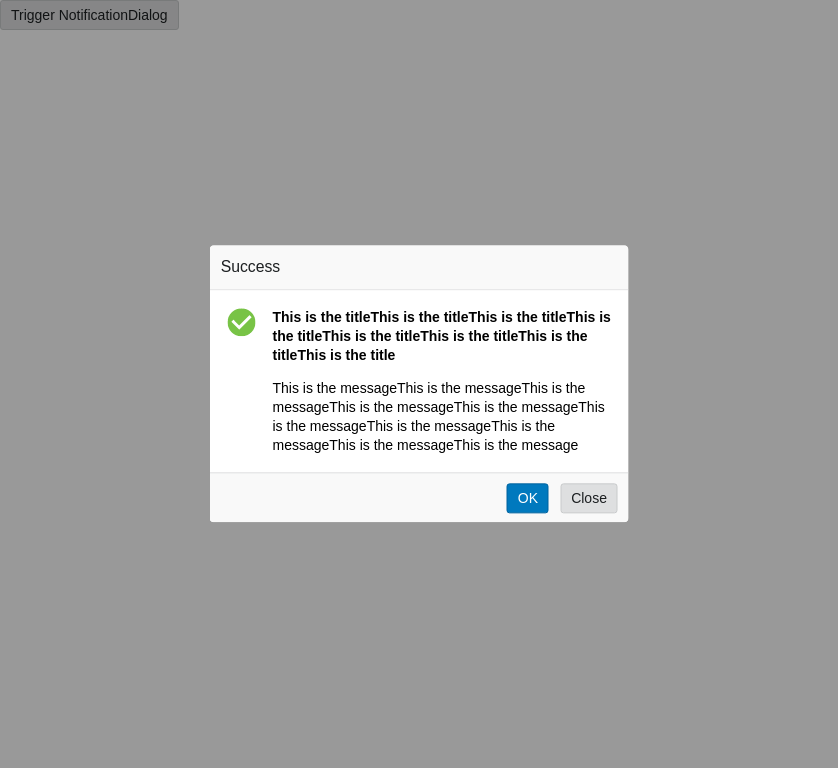 Trigger NotificationDialog
Success
This is the titleThis is the titleThis is the titleThis is
the titleThis is the titleThis is the titleThis is the
titleThis is the title
This is the messageThis is the messageThis is the
messageThis is the messageThis is the messageThis
is the messageThis is the messageThis is the
messageThis is the messageThis is the message
OK
Close